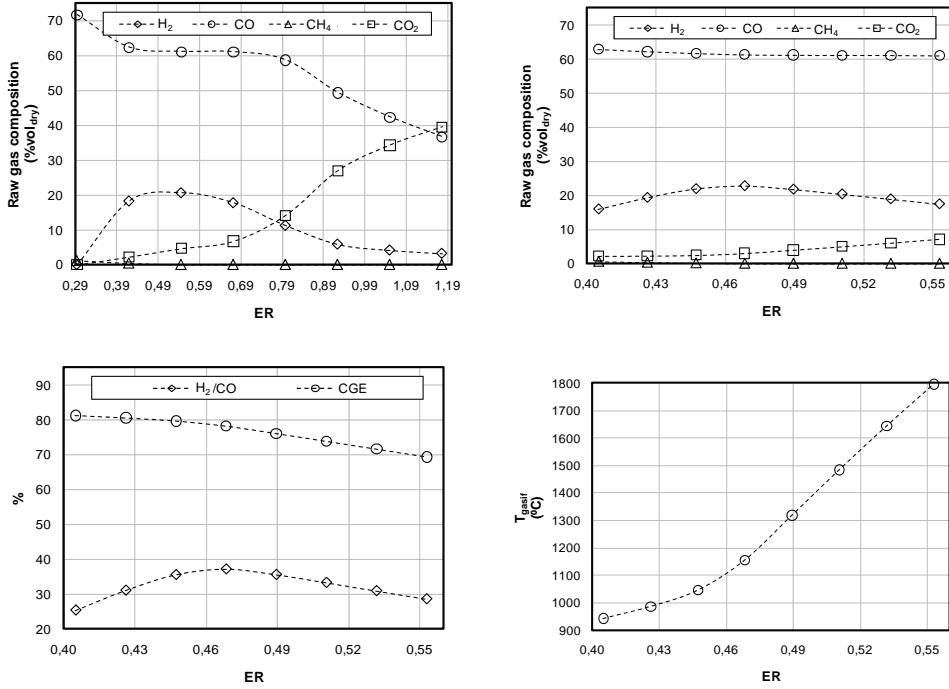 H2 CO CH4 CO2
Raw gas composition
(%vol dry)
70
60
50
40
30
20
10
0
0,29 0,39 0,49 0,59 0,69 0,79 0,89 0,99 1,09 1,19
ER
H2 CO CH4 CO2
Raw gas composition
(%vol dry)
70
60
50
40
30
20
10
0
0,40 0,43 0,46 0,49 0,52 0,55
ER
H2/CO CGE
%
90
80
70
60
50
40
30
20
0,40 0,43 0,46 0,49 0,52 0,55
ER
Tgasif
(ºC)
1800
1700
1600
1500
1400
1300
1200
1100
1000
900
0,40 0,43 0,46 0,49 0,52 0,55
ER